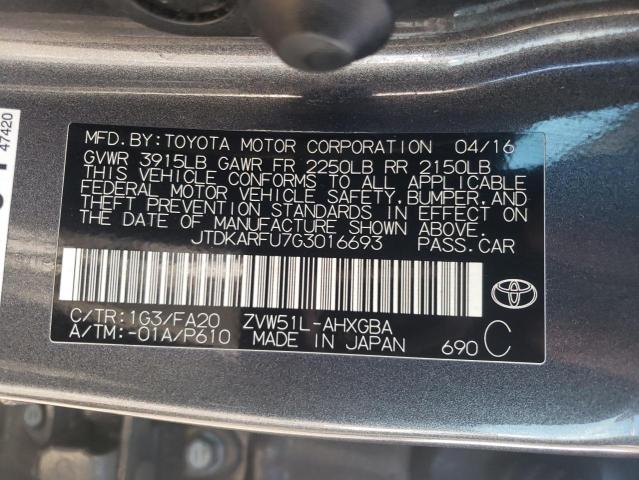 MFD. BY: TOYOTA MOTOR CORPORATION 04/16
GVWR 3915LB GAWR FR 2250LB RR 2150LB
THIS VEHICLE CONFORMS TO ALL APPLICABLE
FEDERAL MOTOR VEHICLE SAFETY, BUMPER, AND
THEFT PREVENTION STANDARDS IN EFFECT ON
THE DATE OF MANUFACTURE SHOWN ABOVE.
JTDKARFU7G3016693 PASS.CAR
C/TR: 1G3/FA20 ZVW51L-AHXGBA
A/TM: -01A/P610 MADE IN JAPAN 690 C
47420